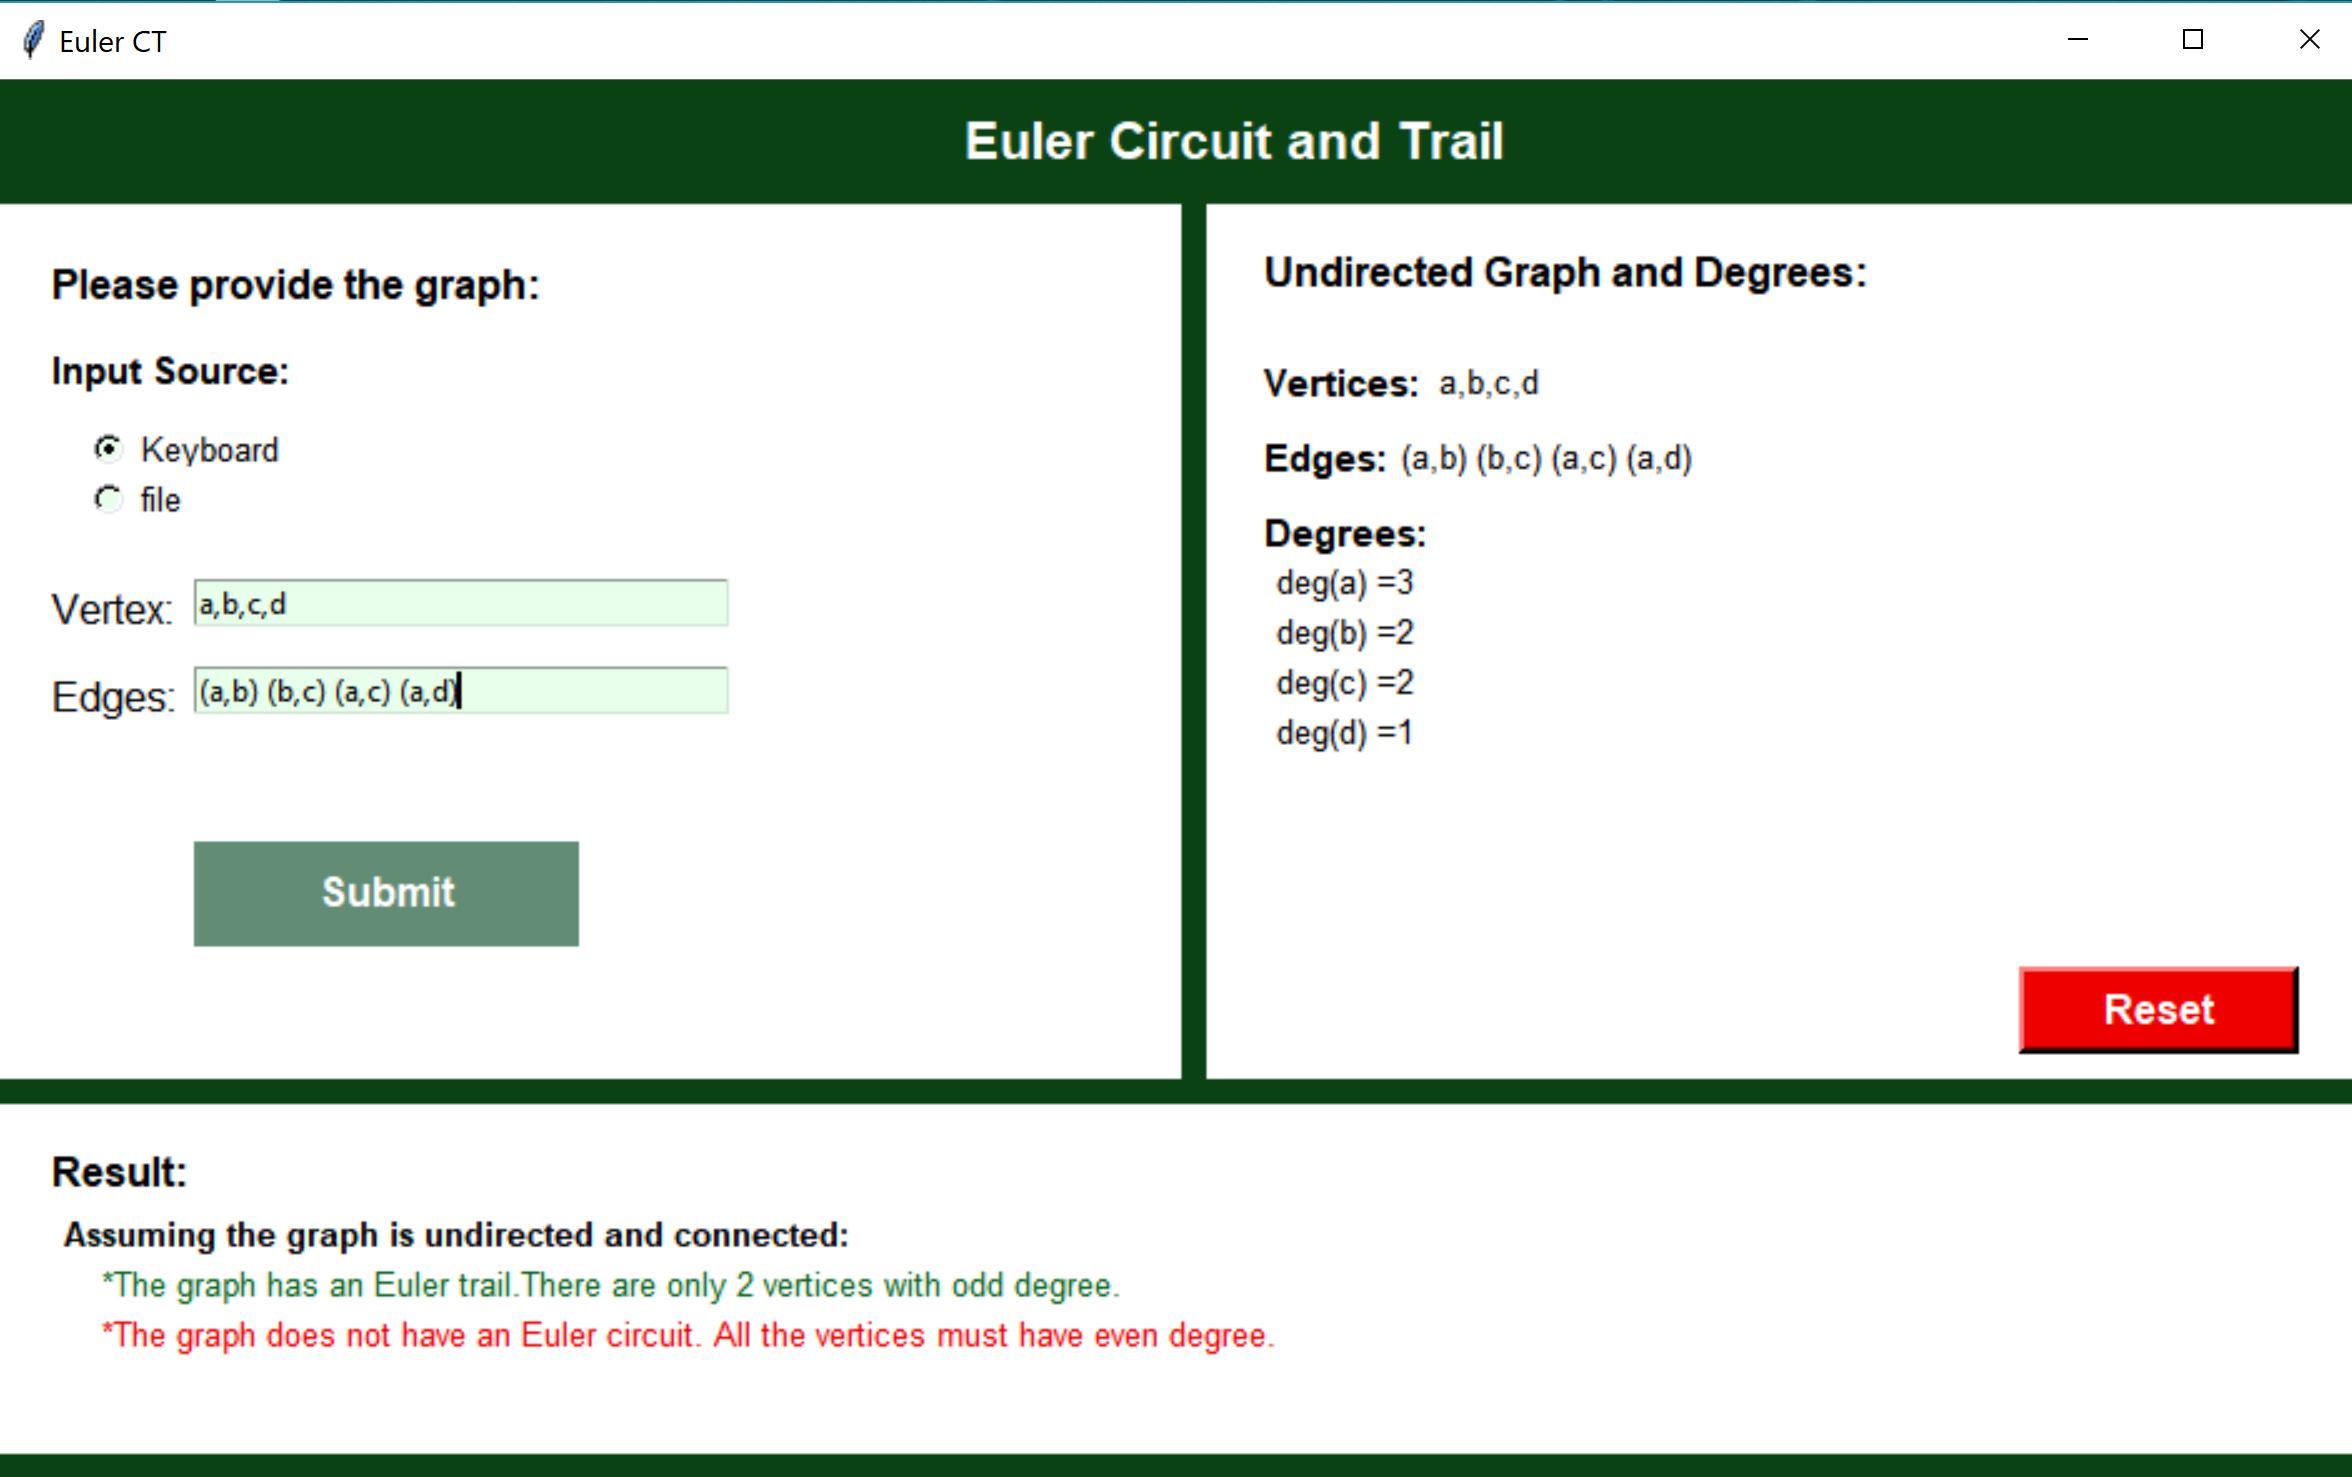 Euler CT
Euler Circuit and Trail
Please provide the graph:
Input Source:
Keyboard
file
Vertex: a,b,c,d
Edges: (a,b) (b,c) (a,c) (a,d)
Submit
Undirected Graph and Degrees:
Vertices: a,b,c,d
Edges: (a,b) (b,c) (a,c) (a,d)
Degrees:
deg(a) =3
deg(b) =2
deg(c) =2
deg(d) =1
Reset
Result:
Assuming the graph is undirected and connected:
*The graph has an Euler trail.There are only 2 vertices with odd degree.
*The graph does not have an Euler circuit. All the vertices must have even degree.